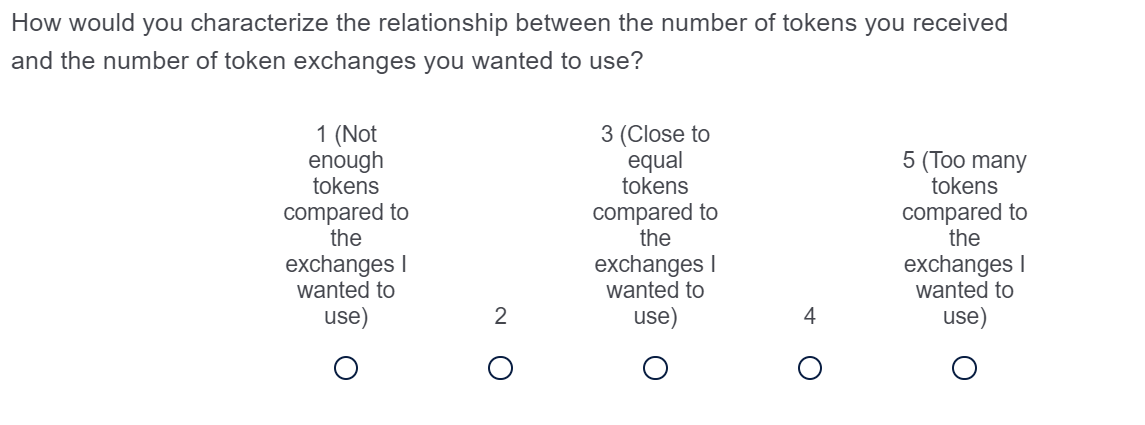 How would you characterize the relationship between the number of tokens you received
and the number of token exchanges you wanted to use?
1 (Not
enough
tokens
compared to
the
exchanges I
wanted to
use)
2
3 (Close to
equal
tokens
compared to
the
exchanges I
wanted to
use)
4
5 (Too many
tokens
compared to
the
exchanges I
wanted to
use)